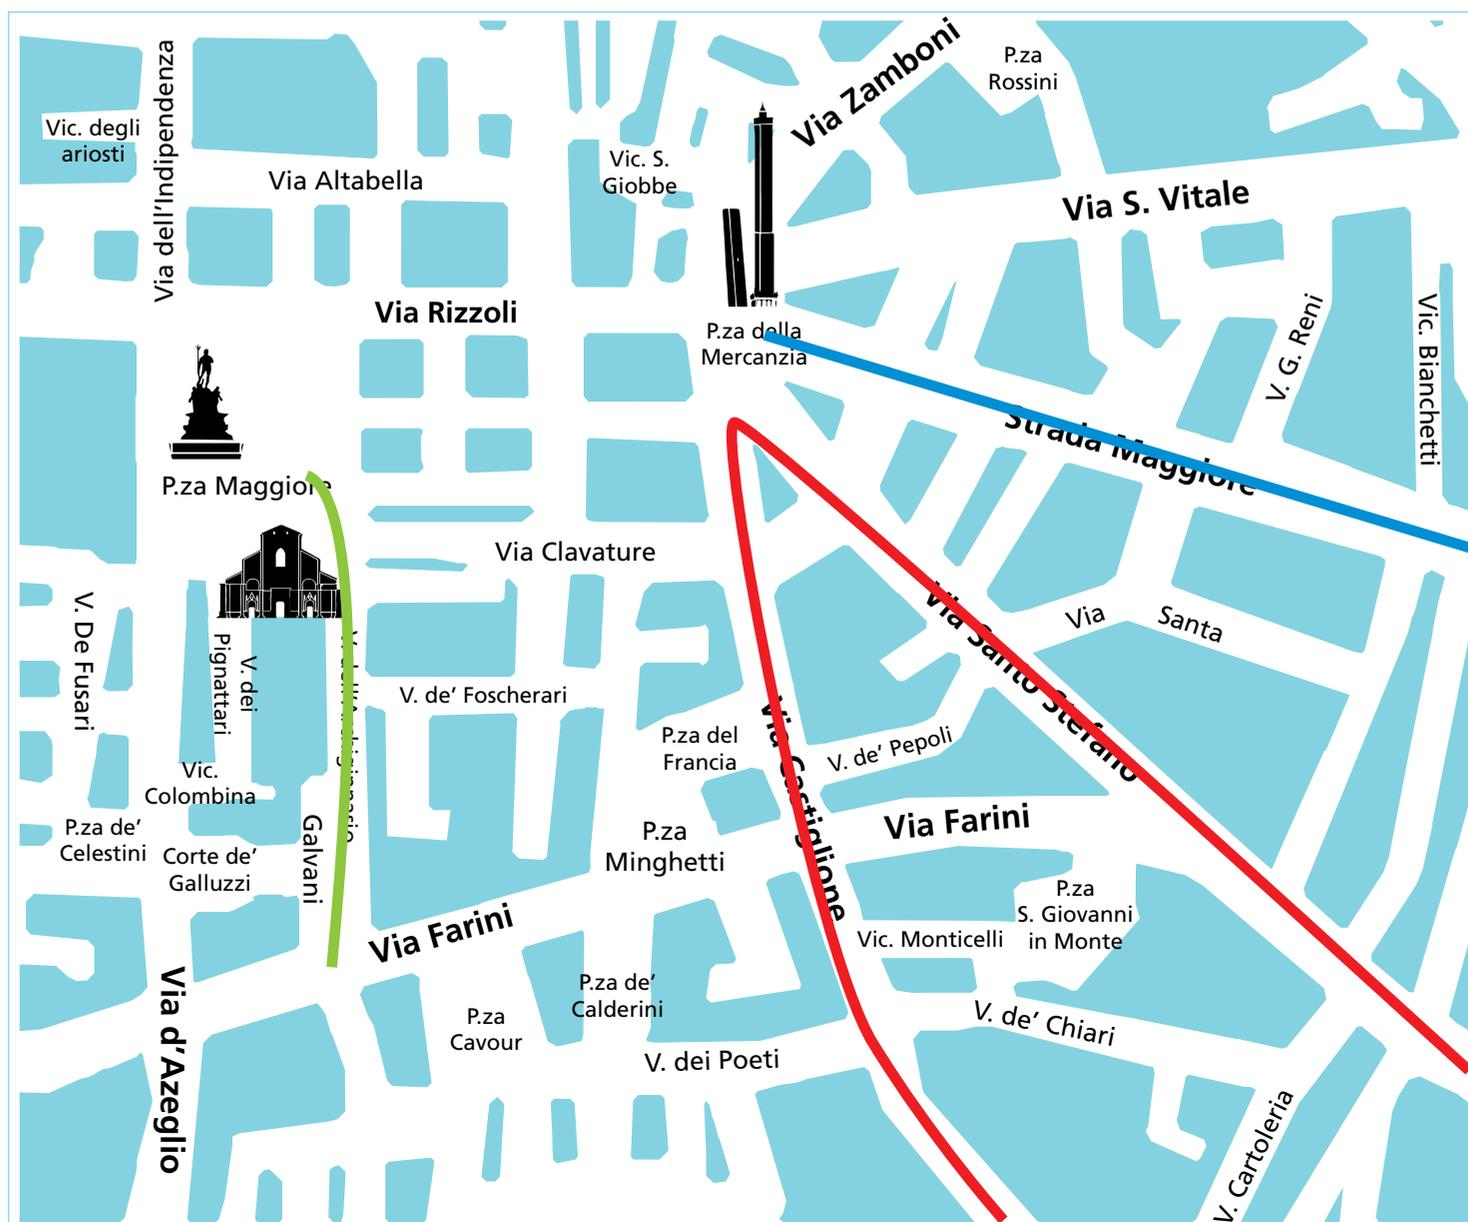 Via Zamboni
P.za
Rossini
Vic. degli
ariosti
Via dell'Indipendenza
Via Altabella
Vic. S.
Giobbe
Via S. Vitale
Via Rizzoli
P.za della
Mercanzia
V. G. Reni
Vic. Bianchetti
Strada Maggiore
P.za Maggiore
Via Clavature
V. De Fusari
V. dei
Pignattari
V. dell'Archiginnasio
Via Santo Stefano
Via Santa
V. de' Foscherari
P.za del
Francia
V. de' Pepoli
Via Castiglione
Vic.
Colombina
P.za de'
Celestini
Corte de'
Galluzzi
Galvani
P.za
Minghetti
Via Farini
P.za
S. Giovanni
in Monte
Vic. Monticelli
Via Farini
Via d'Azeglio
P.za de'
Calderini
P.za
Cavour
V. de' Chiari
V. dei Poeti
V. Cartoleria